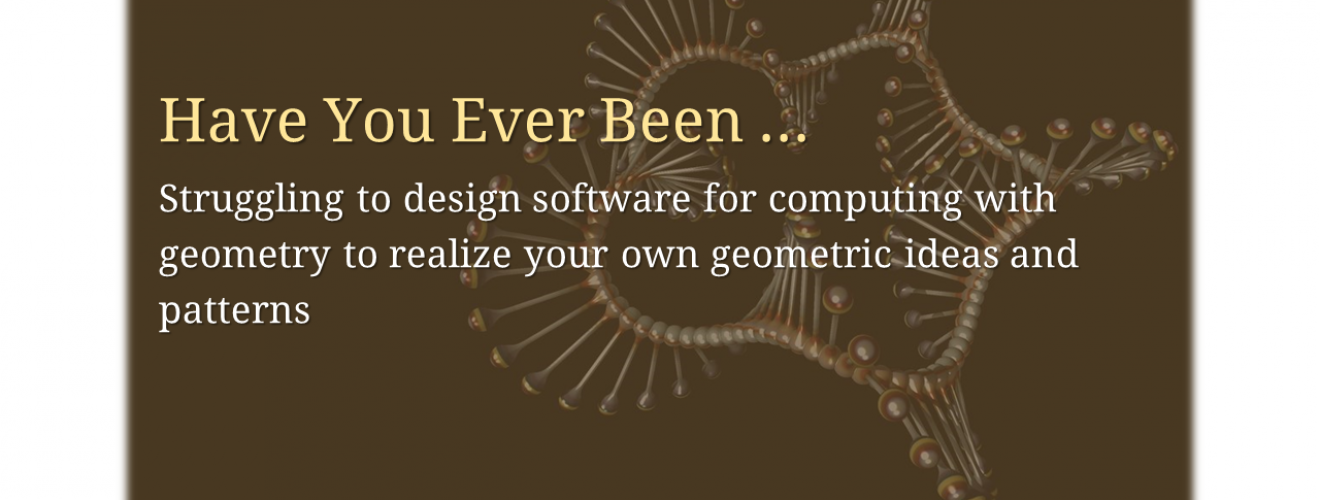 Have You Ever Been ...
Struggling to design software for computing with
geometry to realize your own geometric ideas and
patterns